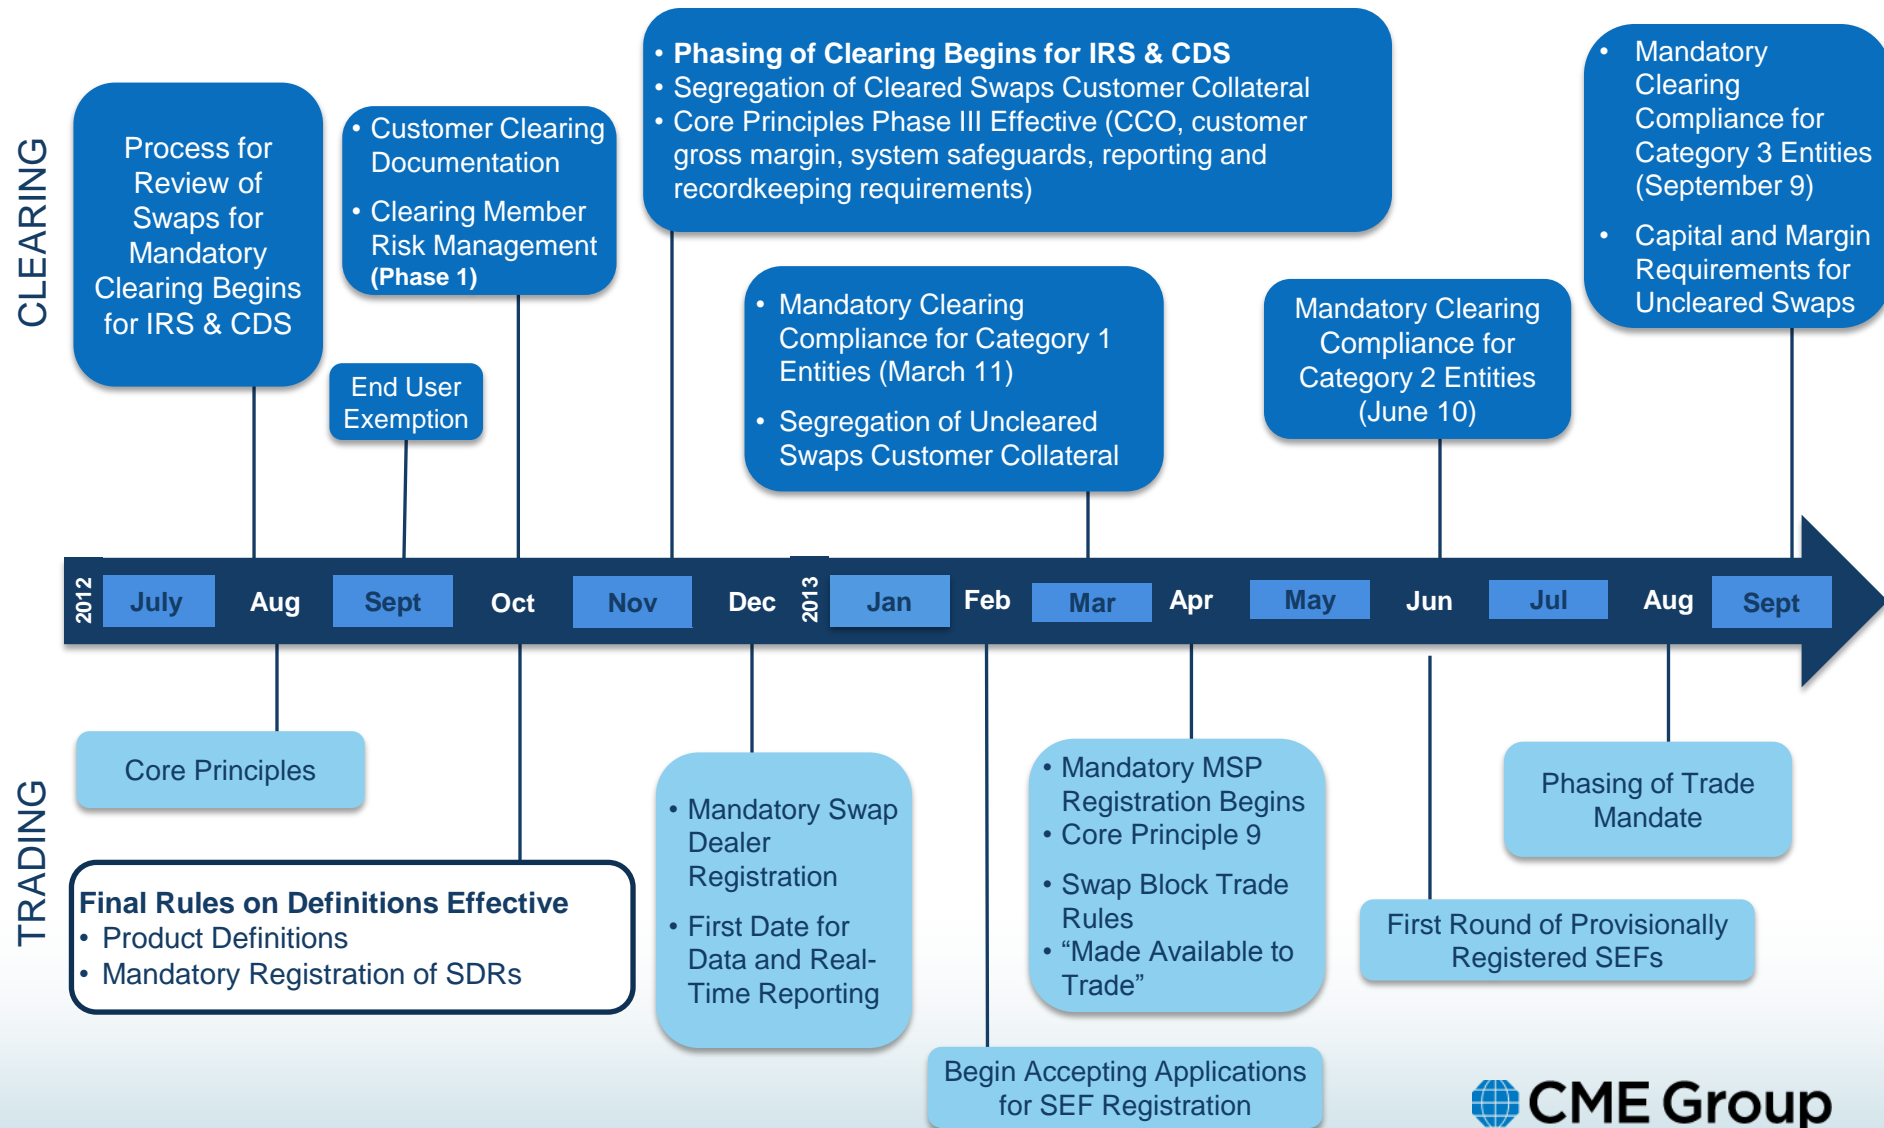 CLEARING
Process for
Review of
Swaps for
Mandatory
Clearing Begins
for IRS & CDS
• Customer Clearing
Documentation
• Clearing Member
Risk Management
(Phase 1)
End User
Exemption
• Phasing of Clearing Begins for IRS & CDS
• Segregation of Cleared Swaps Customer Collateral
• Core Principles Phase III Effective (CCO, customer
gross margin, system safeguards, reporting and
recordkeeping requirements)
• Mandatory Clearing
Compliance for Category 1
Entities (March 11)
• Segregation of Uncleared
Swaps Customer Collateral
Mandatory Clearing
Compliance for
Category 2 Entities
(June 10)
• Mandatory
Clearing
Compliance for
Category 3 Entities
(September 9)
• Capital and Margin
Requirements for
Uncleared Swaps
2012 July Aug Sept Oct Nov Dec 2013 Jan Feb Mar Apr May Jun Jul Aug Sept
TRADING
Core Principles
Final Rules on Definitions Effective
• Product Definitions
• Mandatory Registration of SDRs
• Mandatory Swap
Dealer
Registration
• First Date for
Data and Real-
Time Reporting
Begin Accepting Applications
for SEF Registration
• Mandatory MSP
Registration Begins
• Core Principle 9
• Swap Block Trade
Rules
• “Made Available to
Trade”
First Round of Provisionally
Registered SEFs
Phasing of Trade
Mandate
CME Group